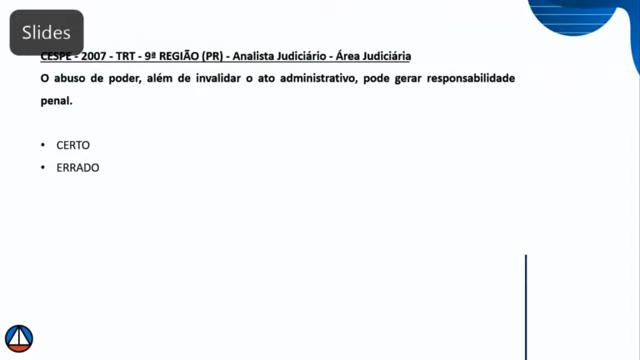 Slides
CESPE - 2007 - TRT - 9ª REGIÃO (PR) - Analista Judiciário - Área Judiciária
O abuso de poder, além de invalidar o ato administrativo, pode gerar responsabilidade
penal.
• CERTO
• ERRADO